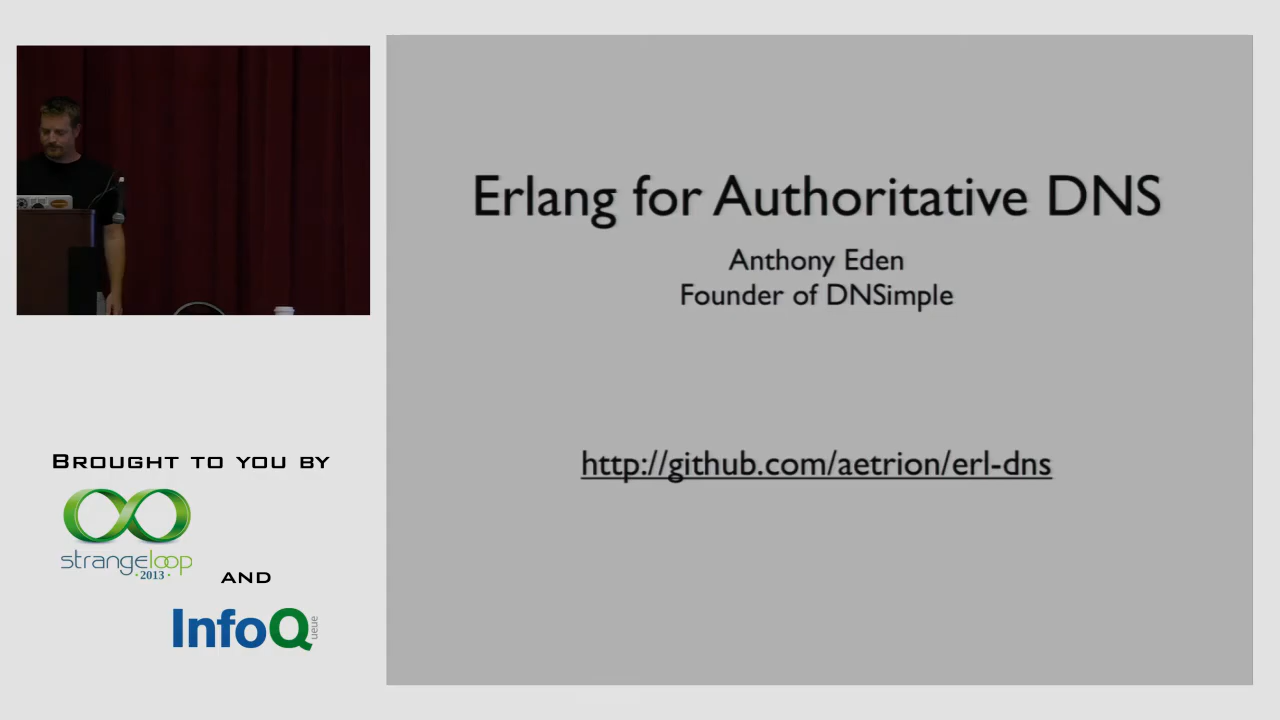 Erlang for Authoritative DNS
Anthony Eden
Founder of DNSimple
http://github.com/aetrion/erl-dns
BROUGHT TO YOU BY
strangeloop
2013
AND
InfoQ
ueue